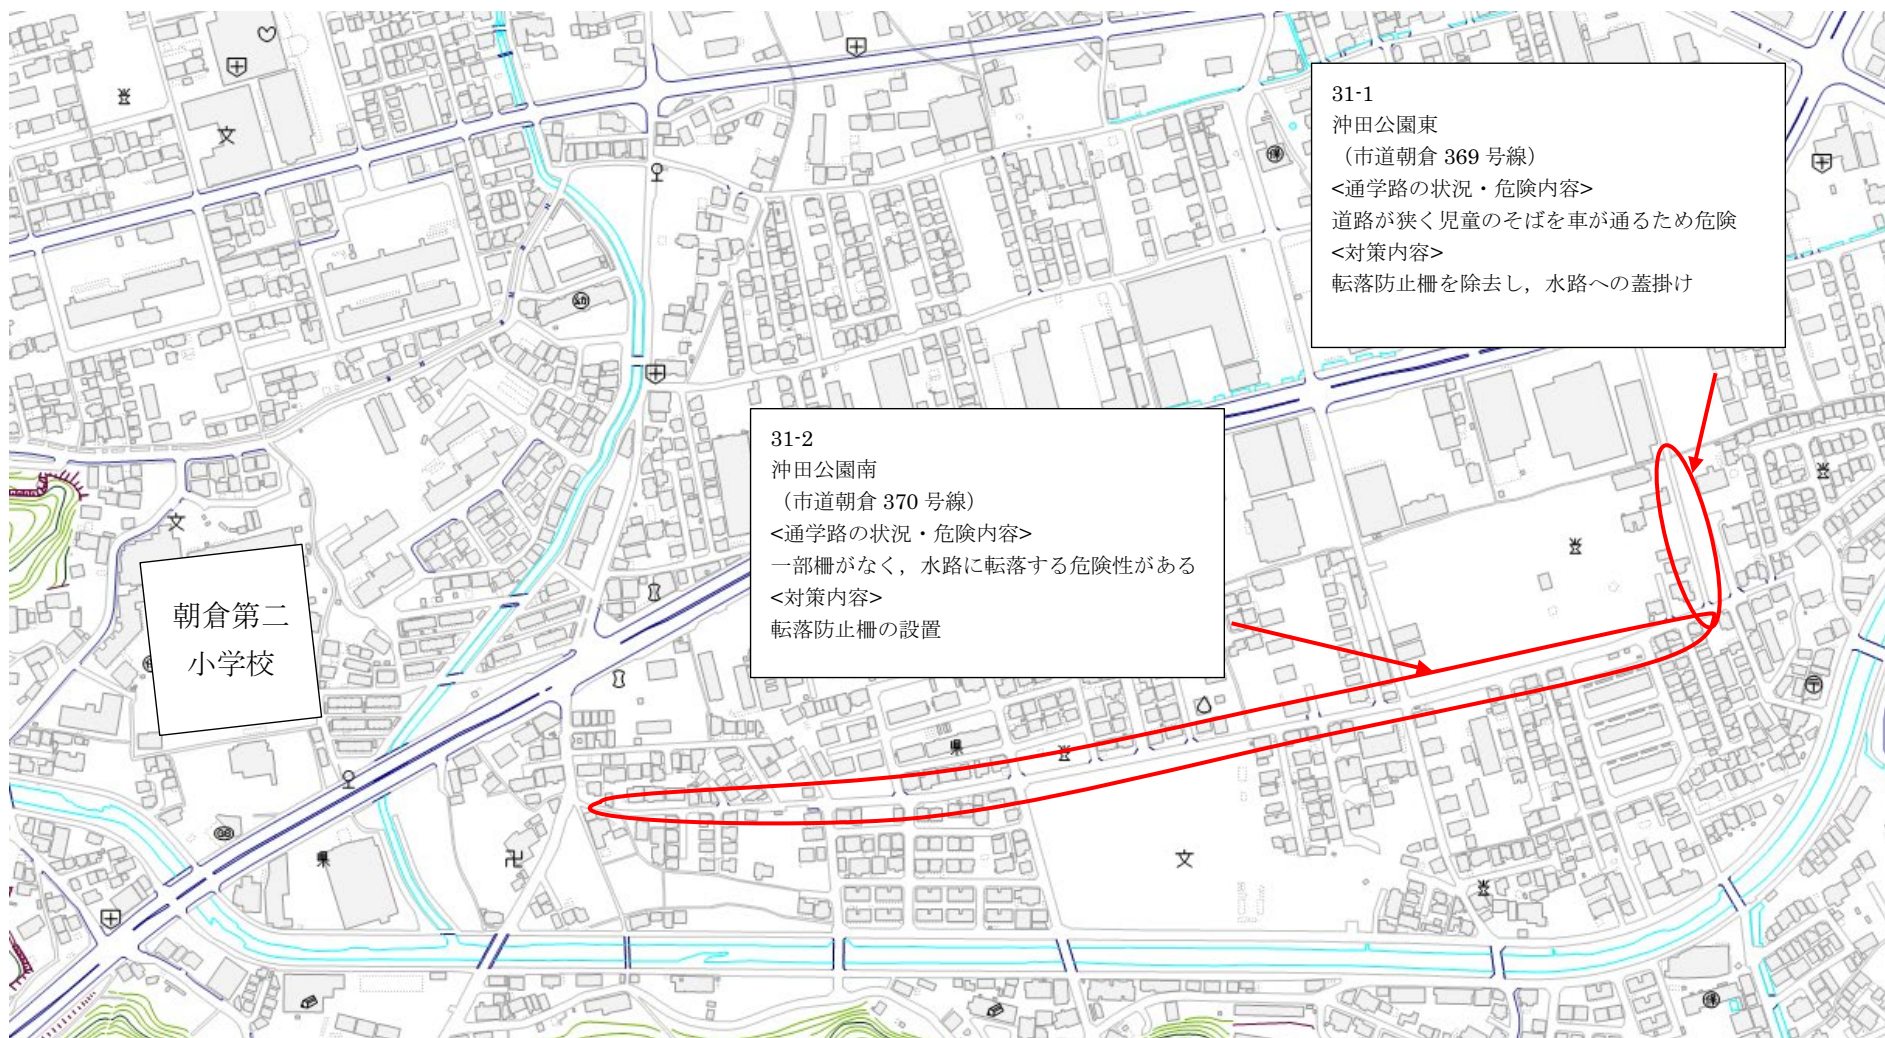 31-1
沖田公園東
（市道朝倉 369 号線）
<通学路の状況・危険内容>
道路が狭く児童のそばを車が通るため危険
<対策内容>
転落防止柵を除去し，水路への蓋掛け
31-2
沖田公園南
（市道朝倉 370 号線）
<通学路の状況・危険内容>
一部柵がなく，水路に転落する危険性がある
<対策内容>
転落防止柵の設置
朝倉第二
小学校
文
文
文
県
県